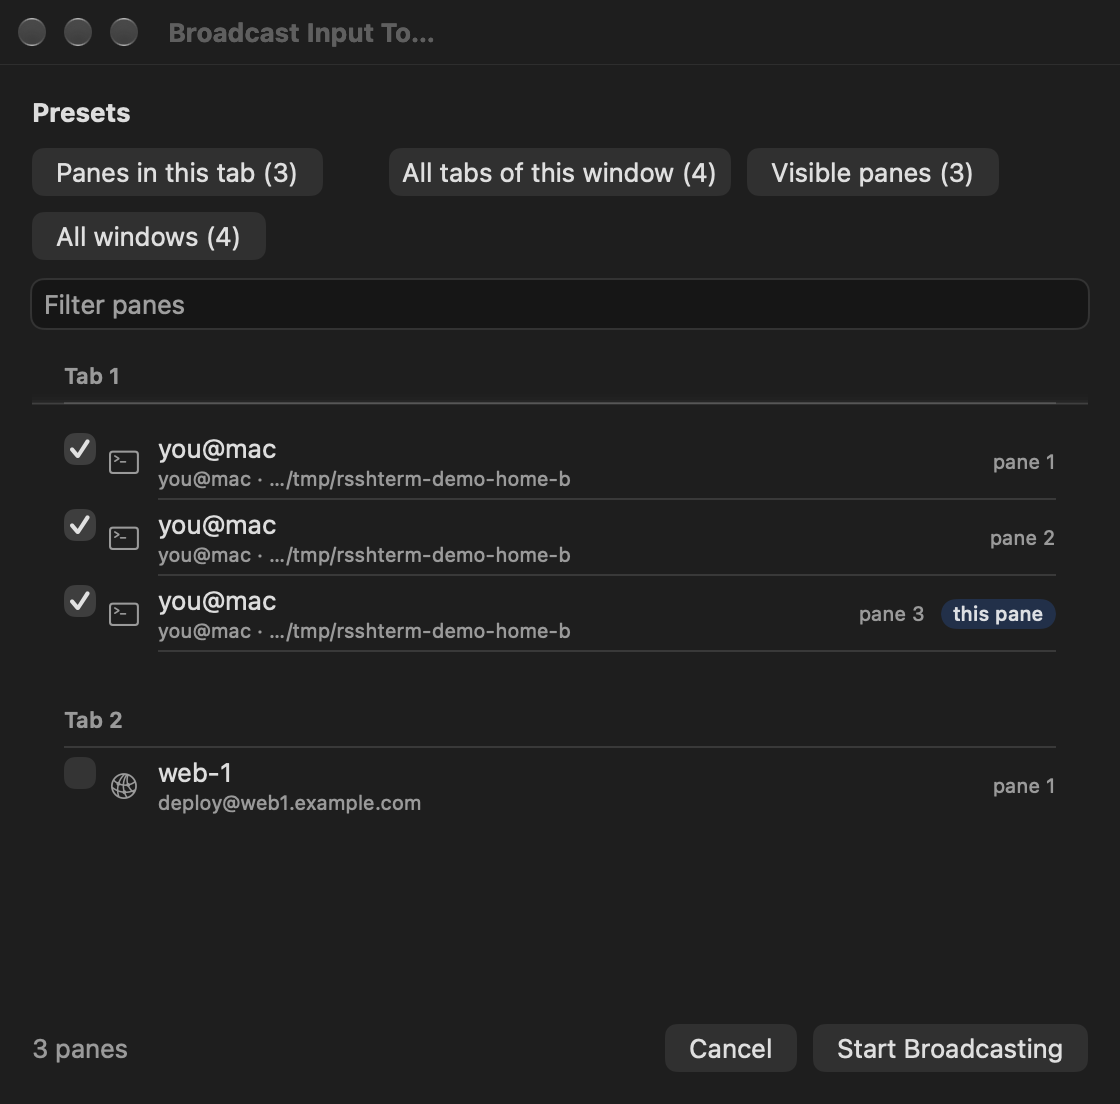 Broadcast Input To...
Presets
Panes in this tab (3)
All tabs of this window (4)
Visible panes (3)
All windows (4)
Filter panes
Tab 1
you@mac
you@mac · .../tmp/rsshterm-demo-home-b
pane 1
you@mac
you@mac · .../tmp/rsshterm-demo-home-b
pane 2
you@mac
you@mac · .../tmp/rsshterm-demo-home-b
pane 3
this pane
Tab 2
web-1
deploy@web1.example.com
pane 1
3 panes
Cancel
Start Broadcasting